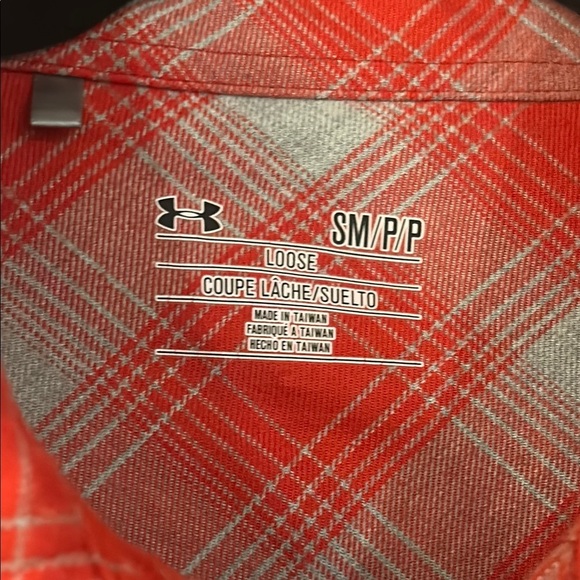 SM/P/P
LOOSE
COUPE LÂCHE/SUELTO
MADE IN TAIWAN
FABRIQUÉ À TAIWAN
HECHO EN TAIWAN